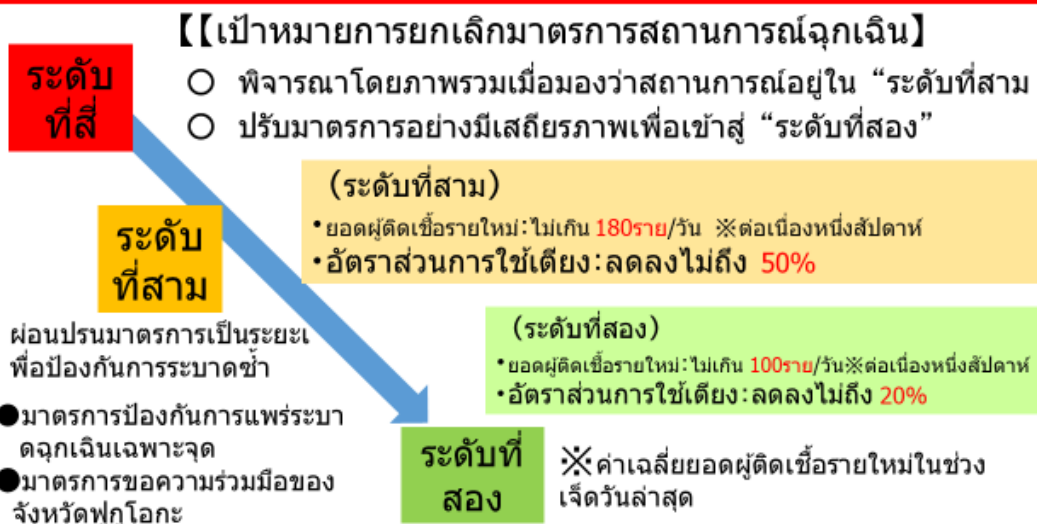 【【เป้าหมายการยกเลิกมาตรการสถานการณ์ฉุกเฉิน】
ระดับ
ที่สี่
○ พิจารณาโดยภาพรวมเมื่อมองว่าสถานการณ์อยู่ใน “ระดับที่สาม
○ ปรับมาตรการอย่างมีเสถียรภาพเพื่อเข้าสู่ “ระดับที่สอง”
(ระดับที่สาม)
•ยอดผู้ติดเชื้อรายใหม่:ไม่เกิน 180ราย/วัน ※ต่อเนื่องหนึ่งสัปดาห์
•อัตราส่วนการใช้เตียง:ลดลงไม่ถึง 50%
ระดับ
ที่สาม
ผ่อนปรนมาตรการเป็นระยะเ
พื่อป้องกันการระบาดซ้ำ
●มาตรการป้องกันการแพร่ระบา
ดฉุกเฉินเฉพาะจุด
●มาตรการขอความร่วมมือของ
จังหวัดฟุกโอกะ
(ระดับที่สอง)
•ยอดผู้ติดเชื้อรายใหม่:ไม่เกิน 100ราย/วัน※ต่อเนื่องหนึ่งสัปดาห์
•อัตราส่วนการใช้เตียง:ลดลงไม่ถึง 20%
ระดับที่
สอง
※ค่าเฉลี่ยยอดผู้ติดเชื้อรายใหม่ในช่วง
เจ็ดวันล่าสุด